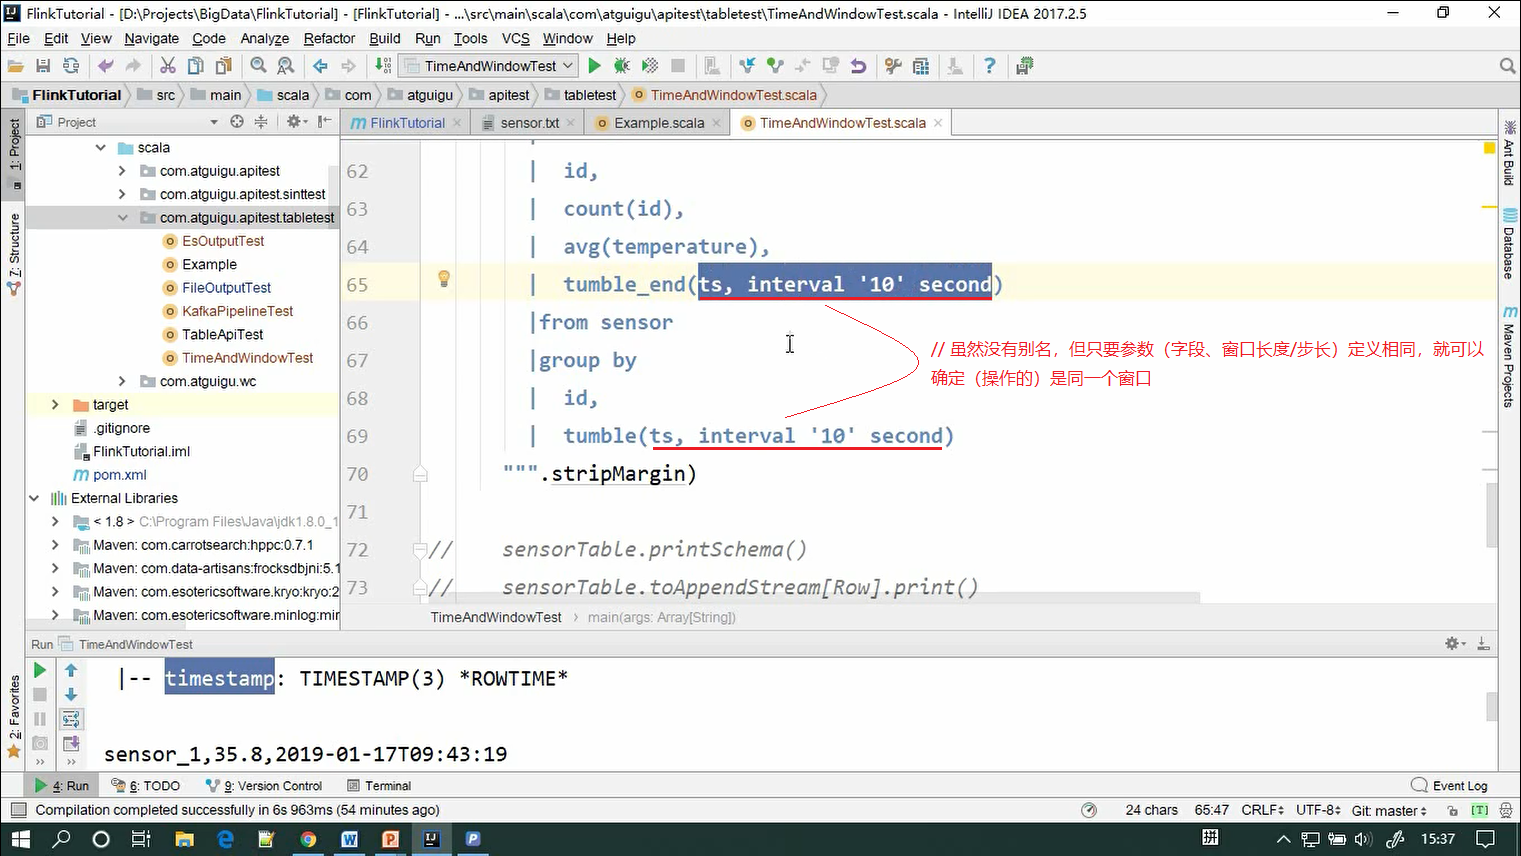 FlinkTutorial - [D:\Projects\BigData\FlinkTutorial] - [FlinkTutorial] - ...\src\main\scala\com\atguigu\apitest\tabletest\TimeAndWindowTest.scala - IntelliJ IDEA 2017.2.5
File Edit View Navigate Code Analyze Refactor Build Run Tools VCS Window Help
TimeAndWindowTest
FlinkTutorial src main scala com atguigu apitest tabletest TimeAndWindowTest.scala
Project
FlinkTutorial sensor.txt Example.scala TimeAndWindowTest.scala
1: Project
7: Structure
2: Favorites
scala
com.atguigu.apitest
com.atguigu.apitest.sinttest
com.atguigu.apitest.tabletest
EsOutputTest
Example
FileOutputTest
KafkaPipelineTest
TableApiTest
TimeAndWindowTest
com.atguigu.wc
target
.gitignore
FlinkTutorial.iml
pom.xml
External Libraries
< 1.8 > C:\Program Files\Java\jdk1.8.0_1
Maven: com.carrotsearch:hppc:0.7.1
Maven: com.data-artisans:frocksdbjni:5.1
Maven: com.esotericsoftware.kryo:kryo:2
Maven: com.esotericsoftware.minlog:mir
62 | id,
63 | count(id),
64 | avg(temperature),
65 | tumble_end(ts, interval '10' second)
66 |from sensor
67 |group by
68 | id,
69 | tumble(ts, interval '10' second)
70 """.stripMargin)
71
72 // sensorTable.printSchema()
73 // sensorTable.toAppendStream[Row].print()
// 虽然没有别名，但只要参数（字段、窗口长度/步长）定义相同，就可以
确定（操作的）是同一个窗口
TimeAndWindowTest › main(args: Array[String])
Ant Build
Database
Maven Projects
Run TimeAndWindowTest
|-- timestamp: TIMESTAMP(3) *ROWTIME*
sensor_1,35.8,2019-01-17T09:43:19
4: Run 6: TODO 9: Version Control Terminal Event Log
Compilation completed successfully in 6s 963ms (54 minutes ago) 24 chars 65:47 CRLF UTF-8 Git: master [T]
拼 15:37